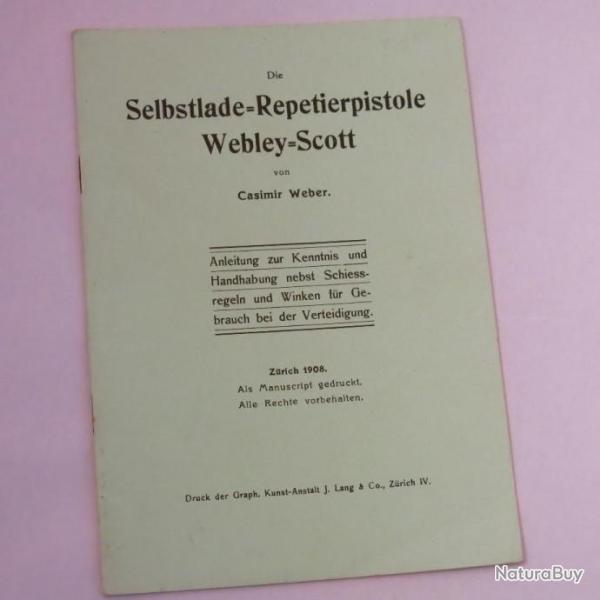 Die
Selbstlade=Repetierpistole
Webley=Scott
von
Casimir Weber.
Anleitung zur Kenntnis und
Handhabung nebst Schiess-
regeln und Winken für Ge-
brauch bei der Verteidigung.
Zürich 1908.
Als Manuscript gedruckt.
Alle Rechte vorbehalten.
Druck der Graph. Kunst-Anstalt J. Lang & Co., Zürich IV.
NaturaBuy